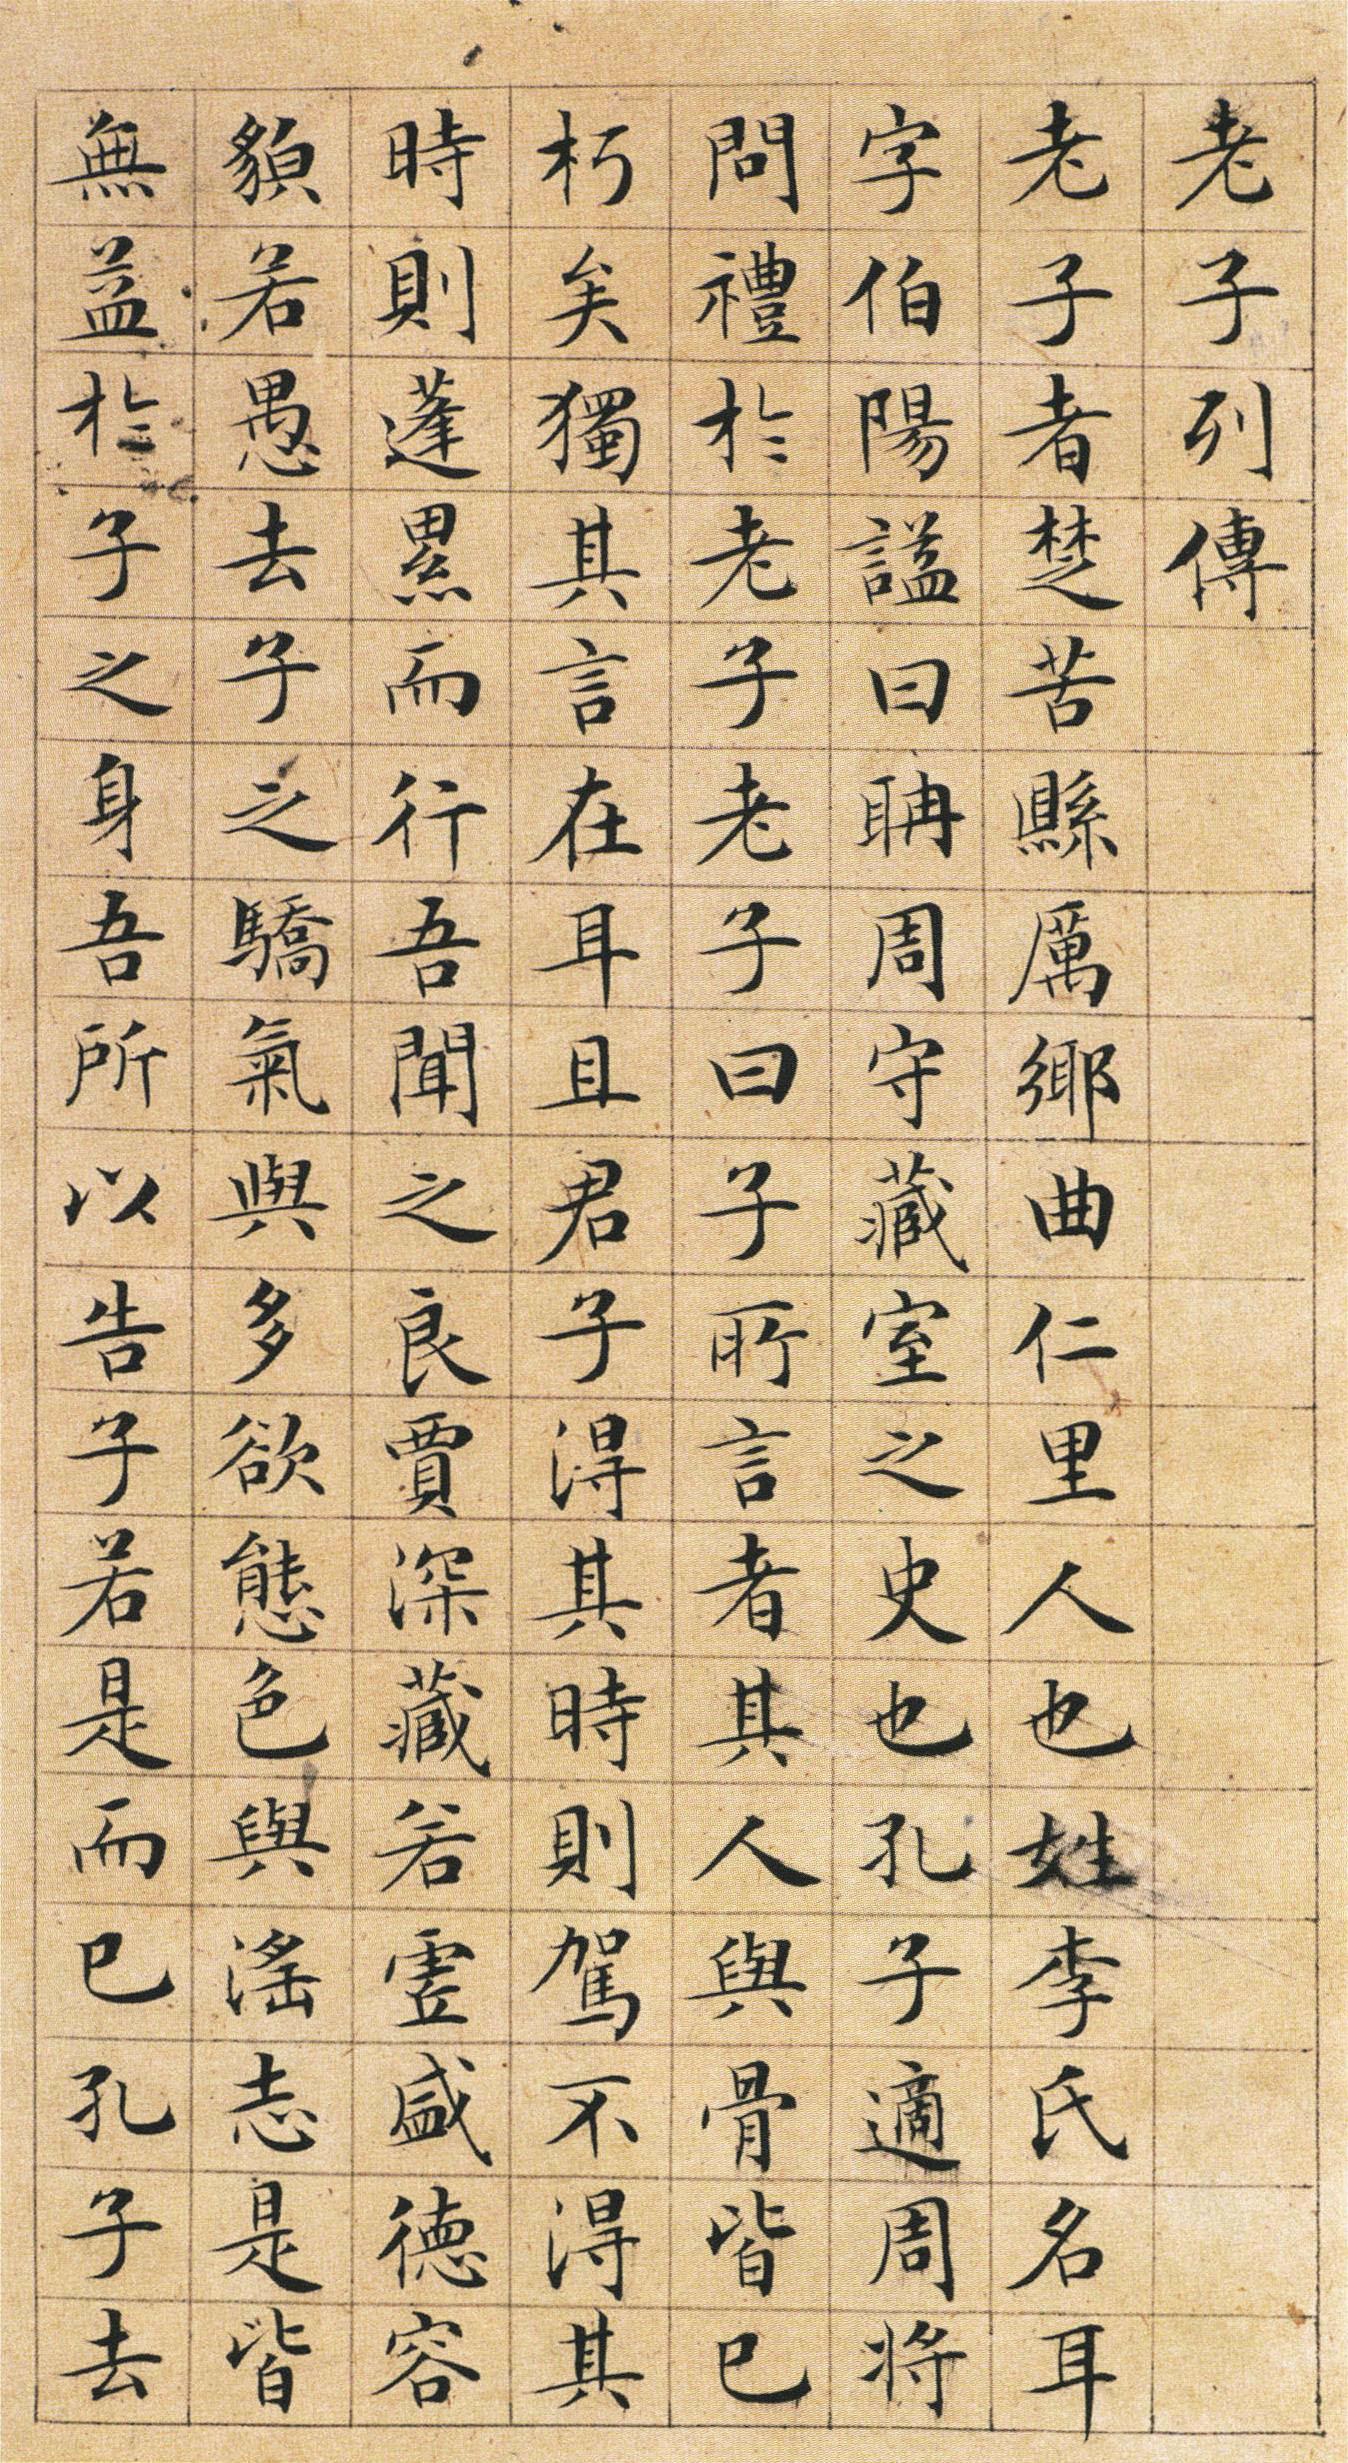 老子列傳
老子者楚苦縣厲鄉曲仁里人也姓李氏名耳
字伯陽謚曰耼周守藏室之史也孔子適周將
問禮於老子老子曰子所言者其人與骨皆已
朽矣獨其言在耳且君子得其時則駕不得其
時則蓬累而行吾聞之良賈深藏若虛盛德容
貌若愚去子之驕氣與多欲態色與淫志是皆
無益於子之身吾所以告子若是而已孔子去